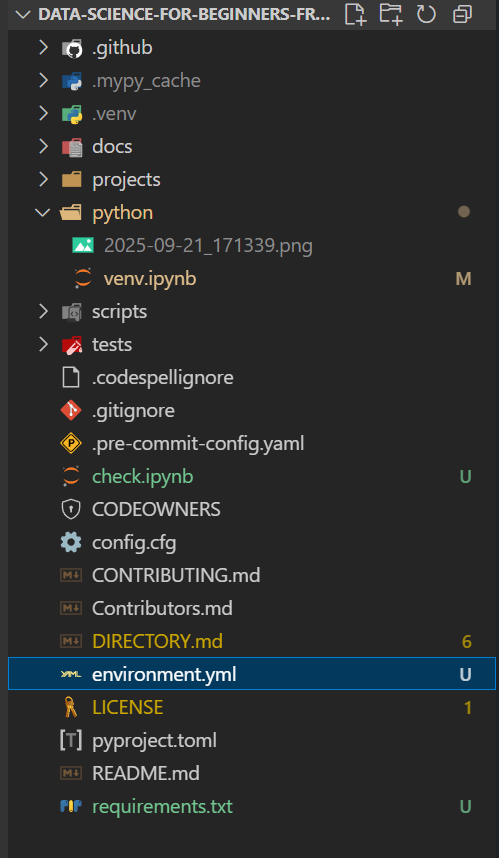 DATA-SCIENCE-FOR-BEGINNERS-FR...
.github
.mypy_cache
.venv
docs
projects
python
2025-09-21_171339.png
venv.ipynb M
scripts
tests
.codespellignore
.gitignore
.pre-commit-config.yaml
check.ipynb U
CODEOWNERS
config.cfg
CONTRIBUTING.md
Contributors.md
DIRECTORY.md 6
environment.yml U
LICENSE 1
pyproject.toml
README.md
requirements.txt U